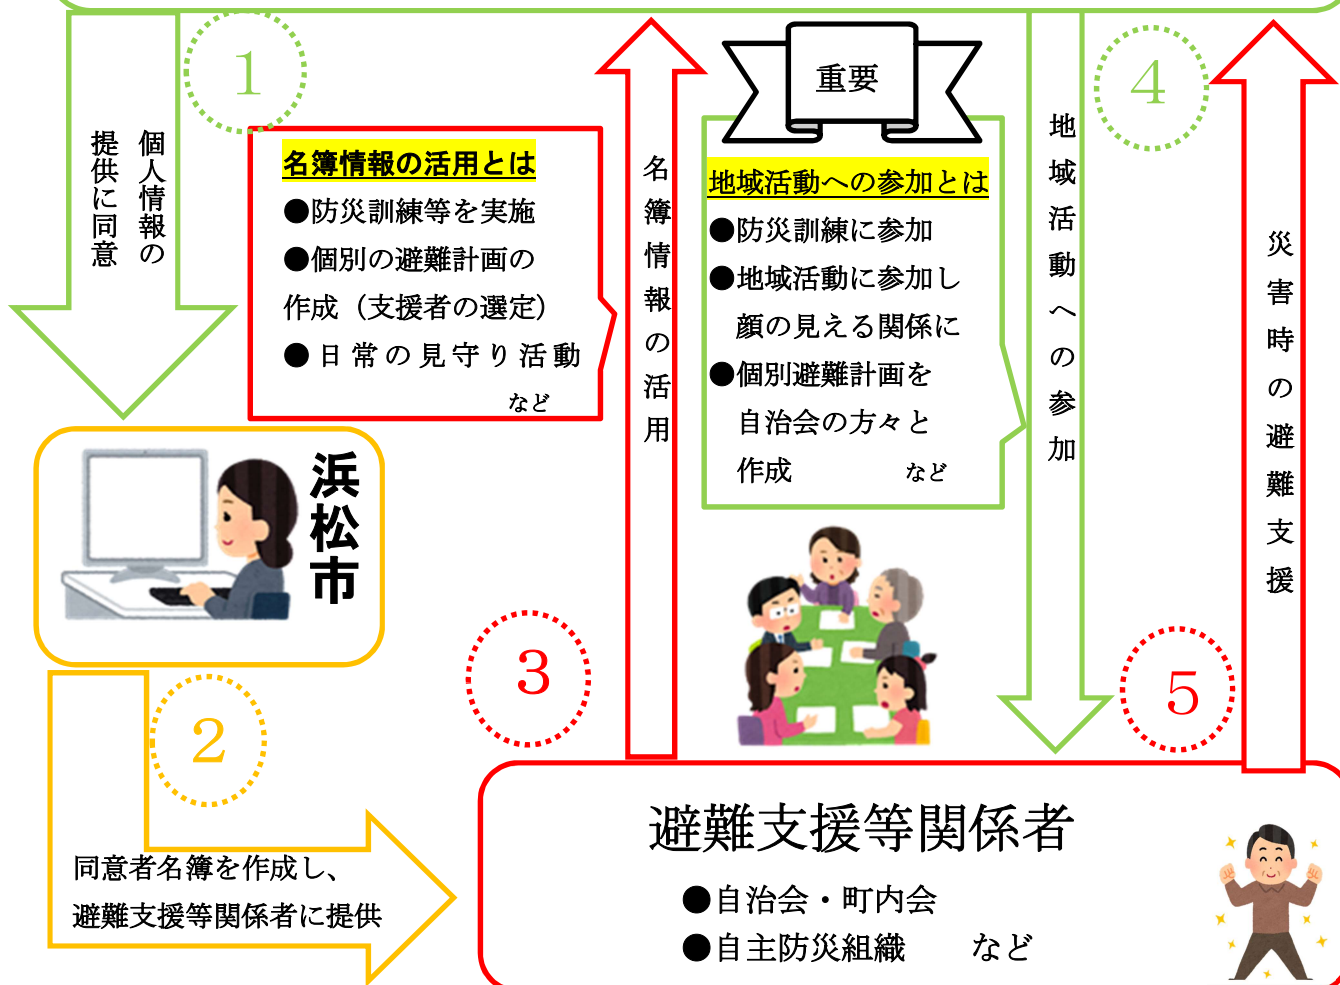 1
個人情報の
提供に同意
名簿情報の活用とは
●防災訓練等を実施
●個別の避難計画の
作成（支援者の選定）
●日常の見守り活動
など
名簿情報の活用
重要
地域活動への参加とは
●防災訓練に参加
●地域活動に参加し
顔の見える関係に
●個別避難計画を
自治会の方々と
作成　など
地域活動への参加
4
災害時の避難支援
浜松市
2
同意者名簿を作成し、
避難支援等関係者に提供
3
5
避難支援等関係者
●自治会・町内会
●自主防災組織　など